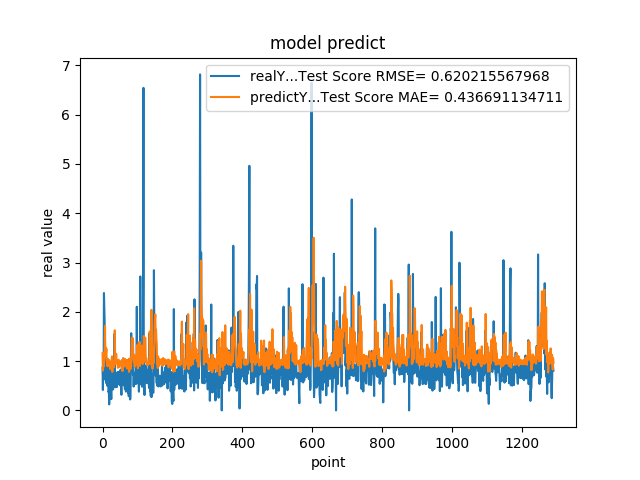 model predict
realY...Test Score RMSE= 0.620215567968
predictY...Test Score MAE= 0.436691134711
real value
7
6
5
4
3
2
1
0
0 200 400 600 800 1000 1200
point